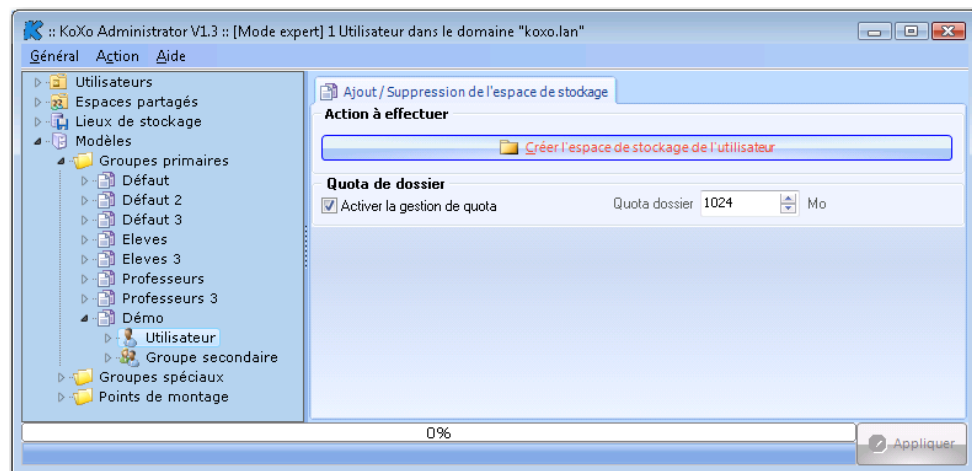 :: KoXo Administrator V1.3 :: [Mode expert] 1 Utilisateur dans le domaine "koxo.lan"
Général Action Aide
Utilisateurs
Espaces partagés
Lieux de stockage
Modèles
Groupes primaires
Défaut
Défaut 2
Défaut 3
Eleves
Eleves 3
Professeurs
Professeurs 3
Démo
Utilisateur
Groupe secondaire
Groupes spéciaux
Points de montage
Ajout / Suppression de l'espace de stockage
Action à effectuer
Créer l'espace de stockage de l'utilisateur
Quota de dossier
Activer la gestion de quota Quota dossier 1024 Mo
0%
Appliquer